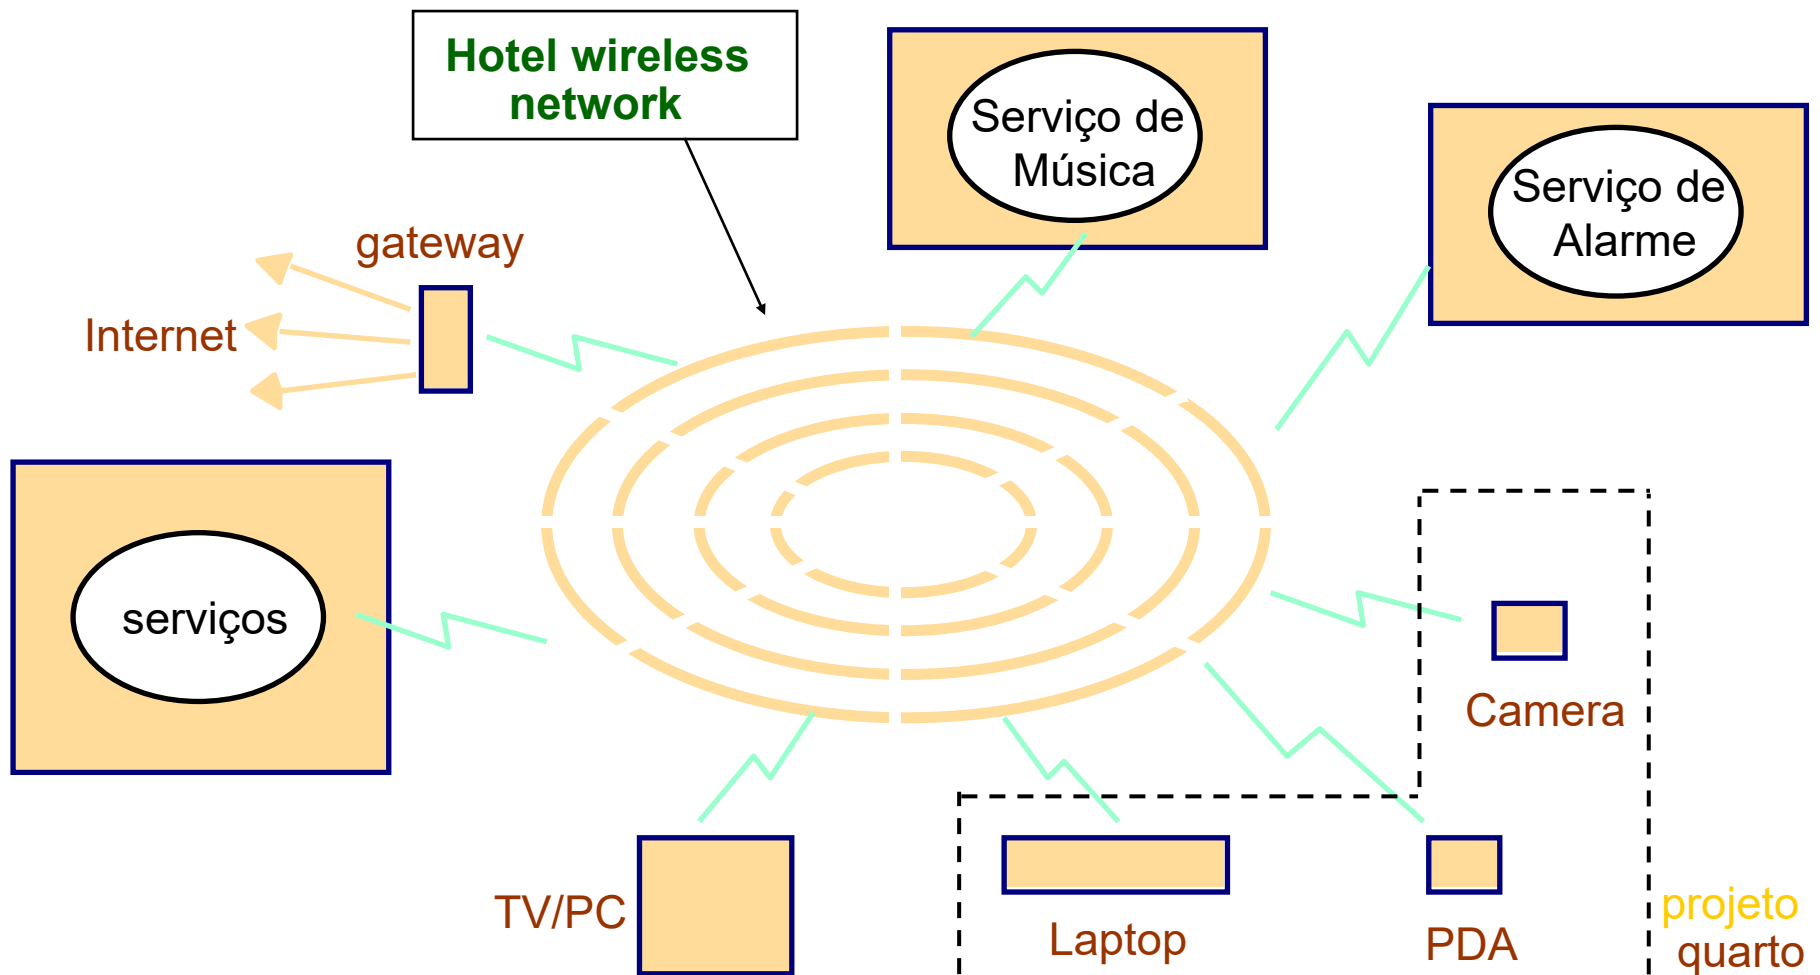 Hotel wireless
network
Serviço de
Música
Serviço de
Alarme
gateway
Internet
serviços
Camera
TV/PC
Laptop
PDA
projeto
quarto